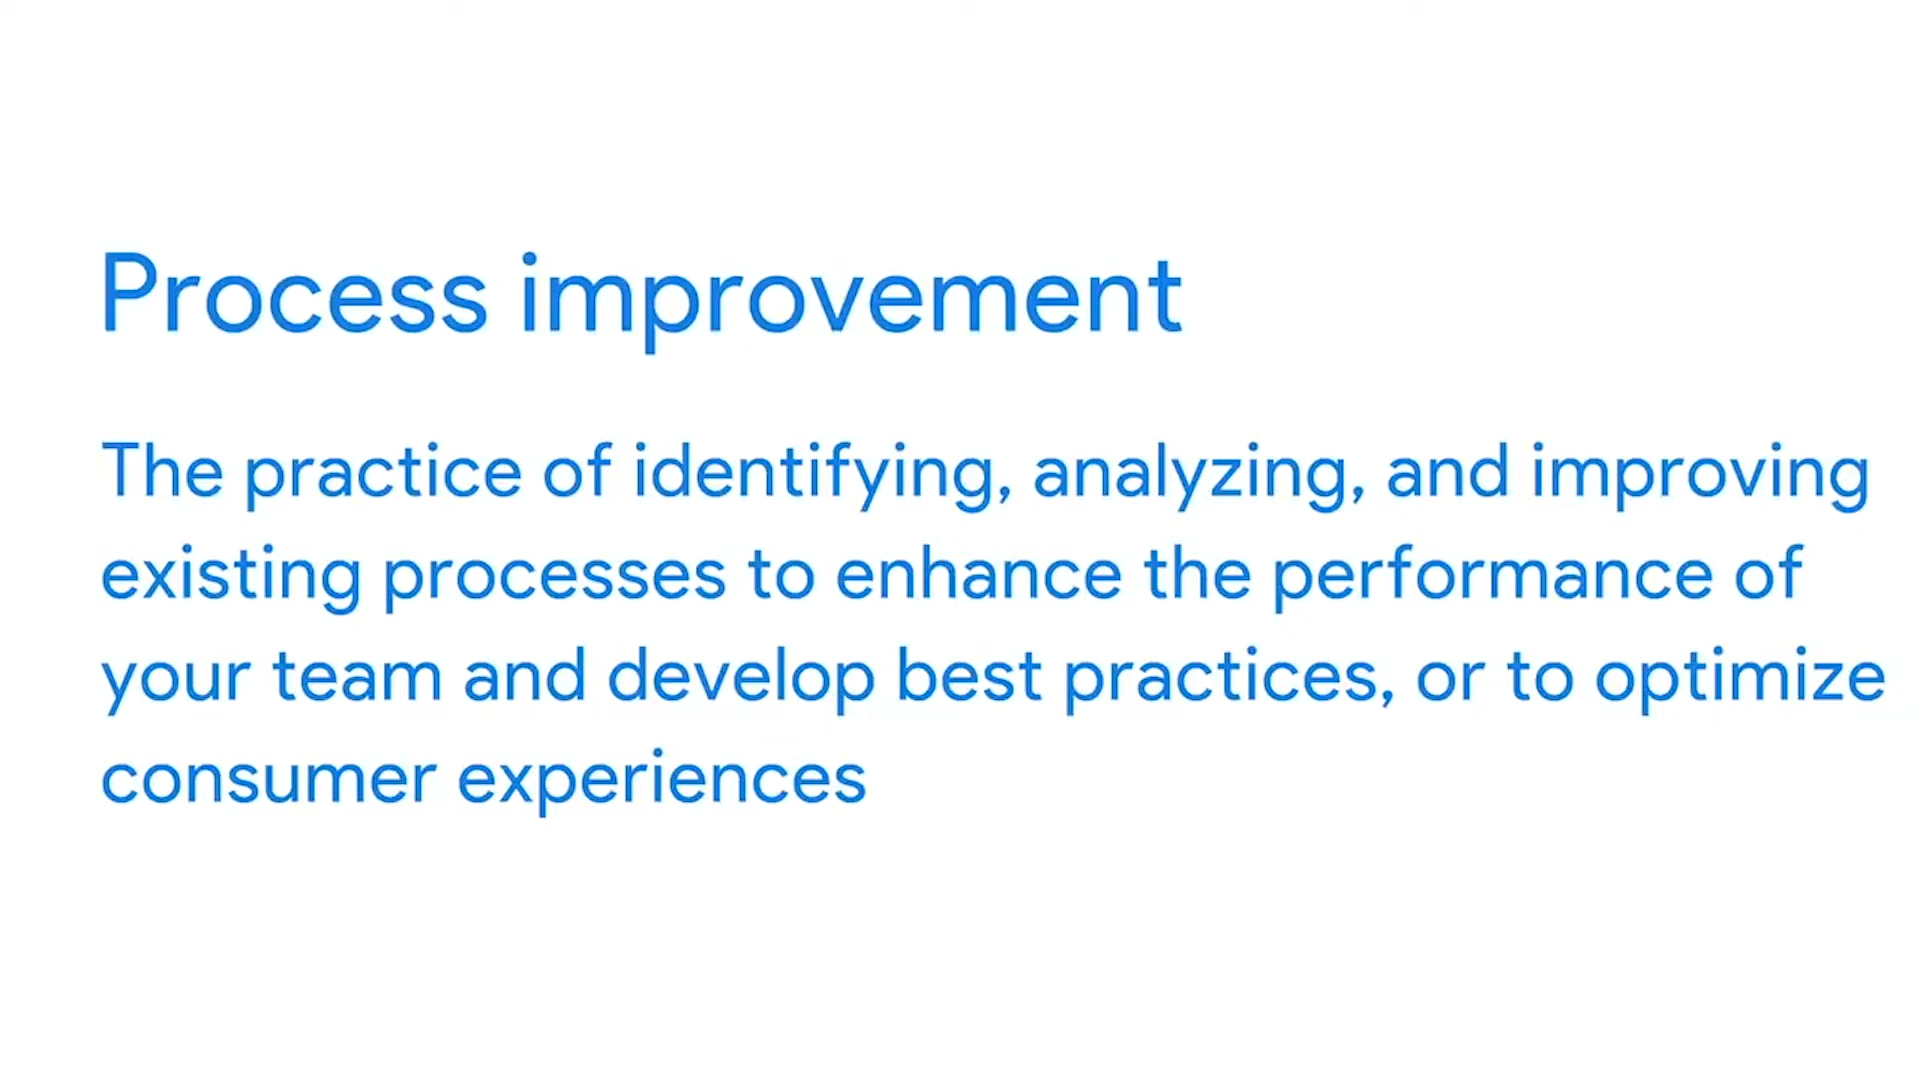 Process improvement
The practice of identifying, analyzing, and improving
existing processes to enhance the performance of
your team and develop best practices, or to optimize
consumer experiences